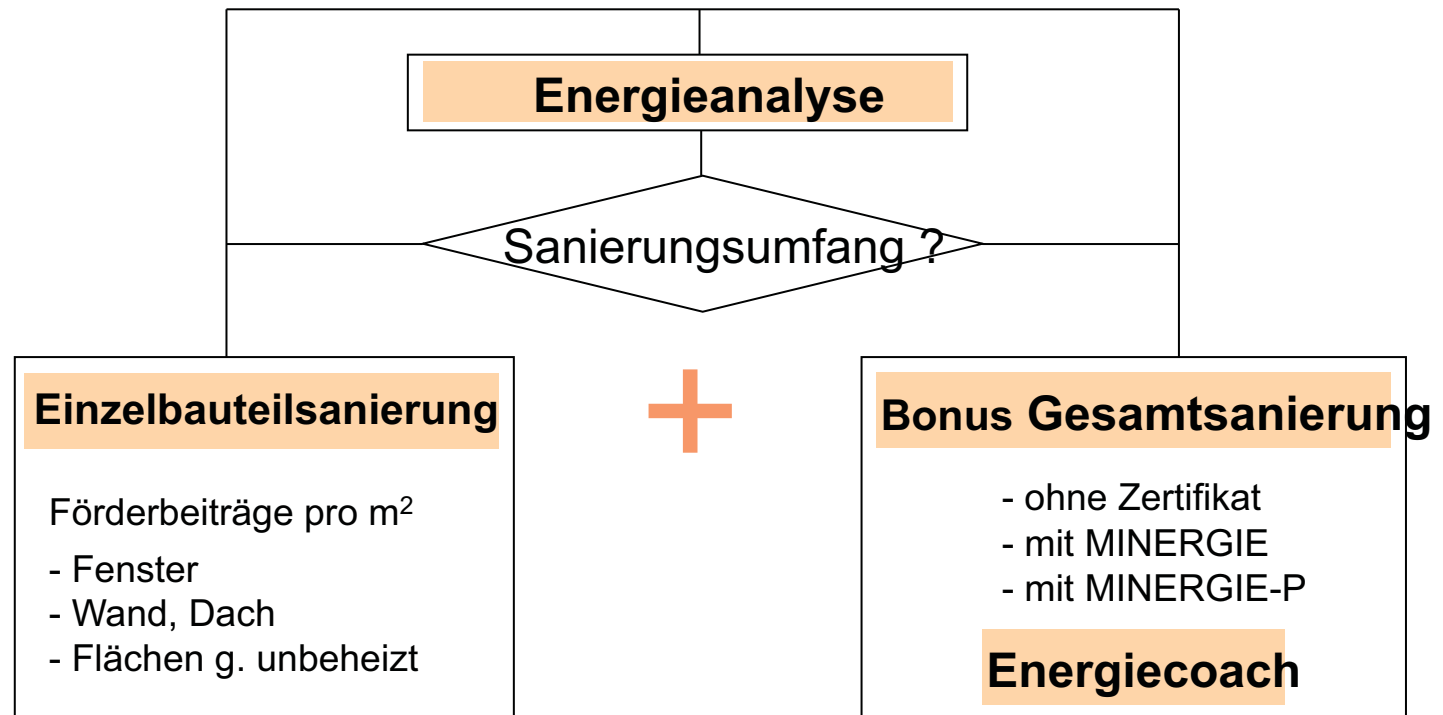 Energieanalyse
Sanierungsumfang ?
Einzelbauteilsanierung
Förderbeiträge pro m²
- Fenster
- Wand, Dach
- Flächen g. unbeheizt
+
Bonus Gesamtsanierung
- ohne Zertifikat
- mit MINERGIE
- mit MINERGIE-P
Energiecoach